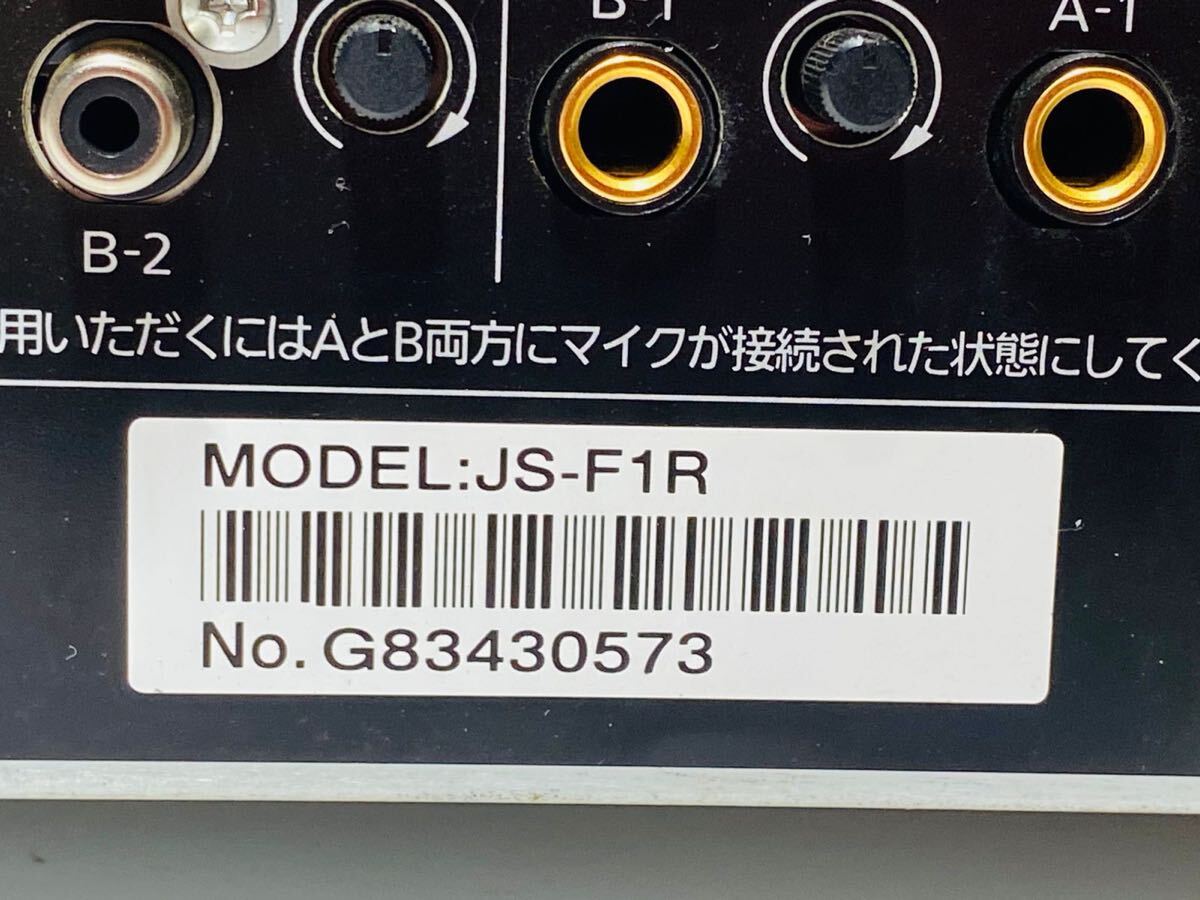 B-1
A-1
B-2
用いただくにはAとB両方にマイクが接続された状態にしてく
MODEL:JS-F1R
No. G83430573